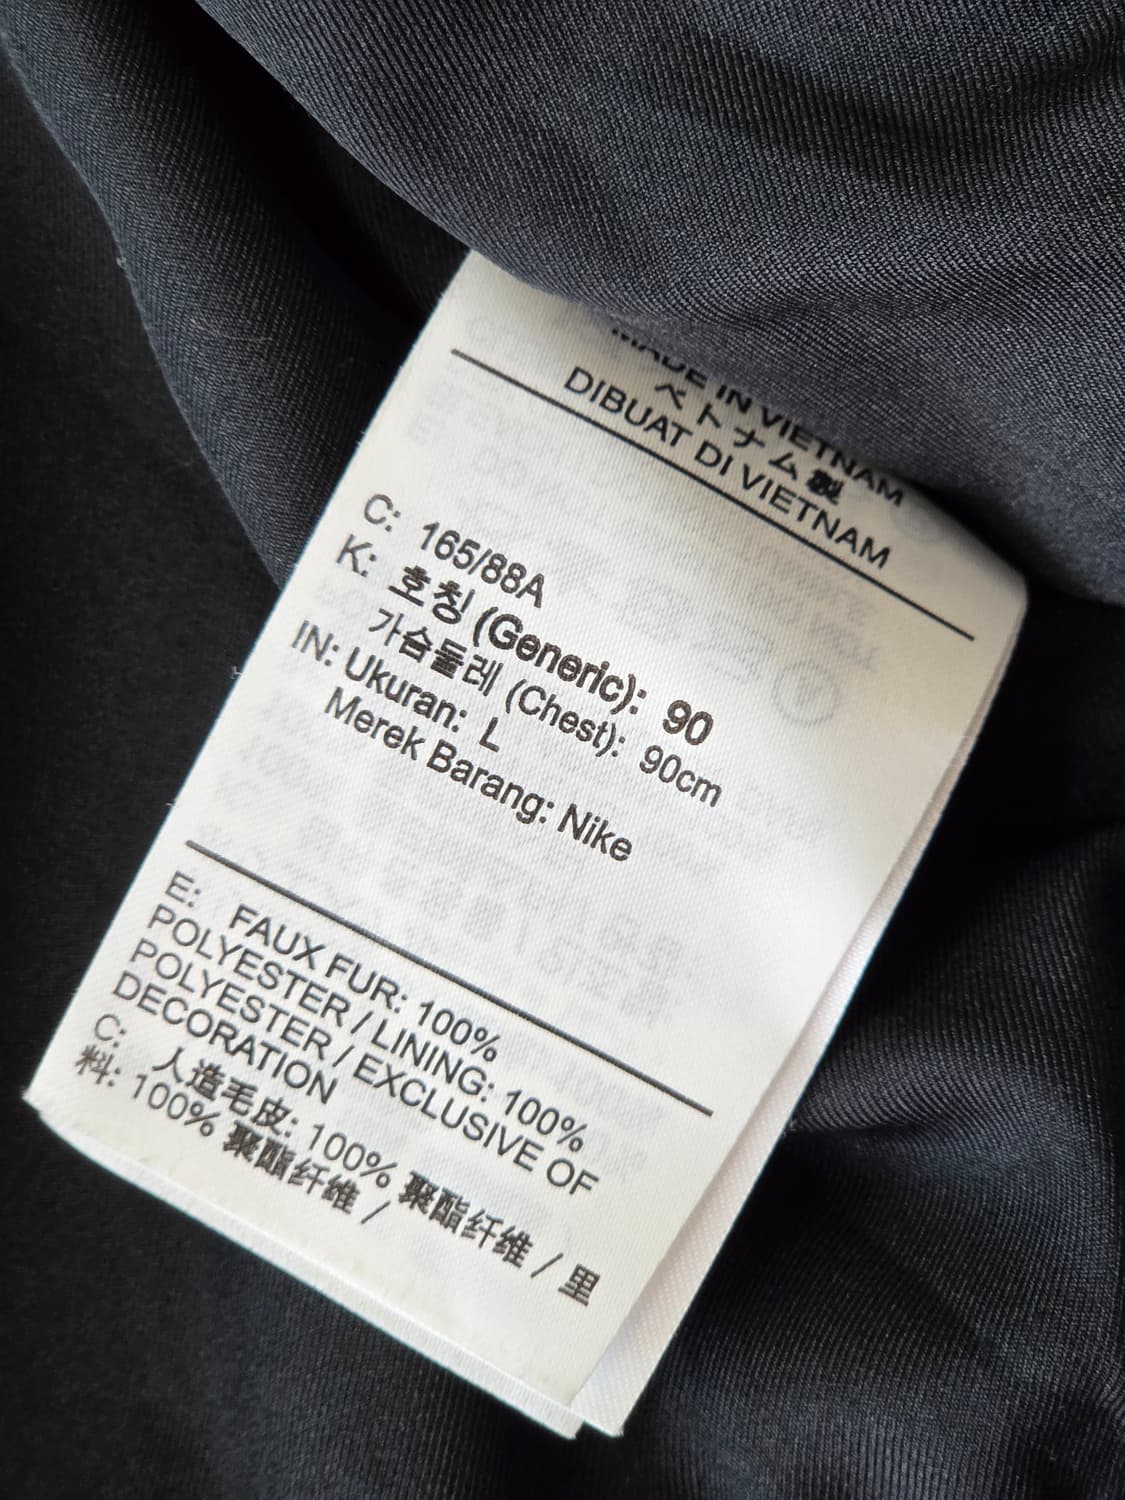 MADE IN VIETNAM
ベトナム製
DIBUAT DI VIETNAM
C: 165/88A
K: 호칭 (Generic): 90
가슴둘레 (Chest): 90cm
IN: Ukuran: L
Merek Barang: Nike
E: FAUX FUR: 100%
POLYESTER / LINING: 100%
POLYESTER / EXCLUSIVE OF
DECORATION
C: 人造毛皮: 100% 聚酯纤维 / 里
料: 100% 聚酯纤维 /